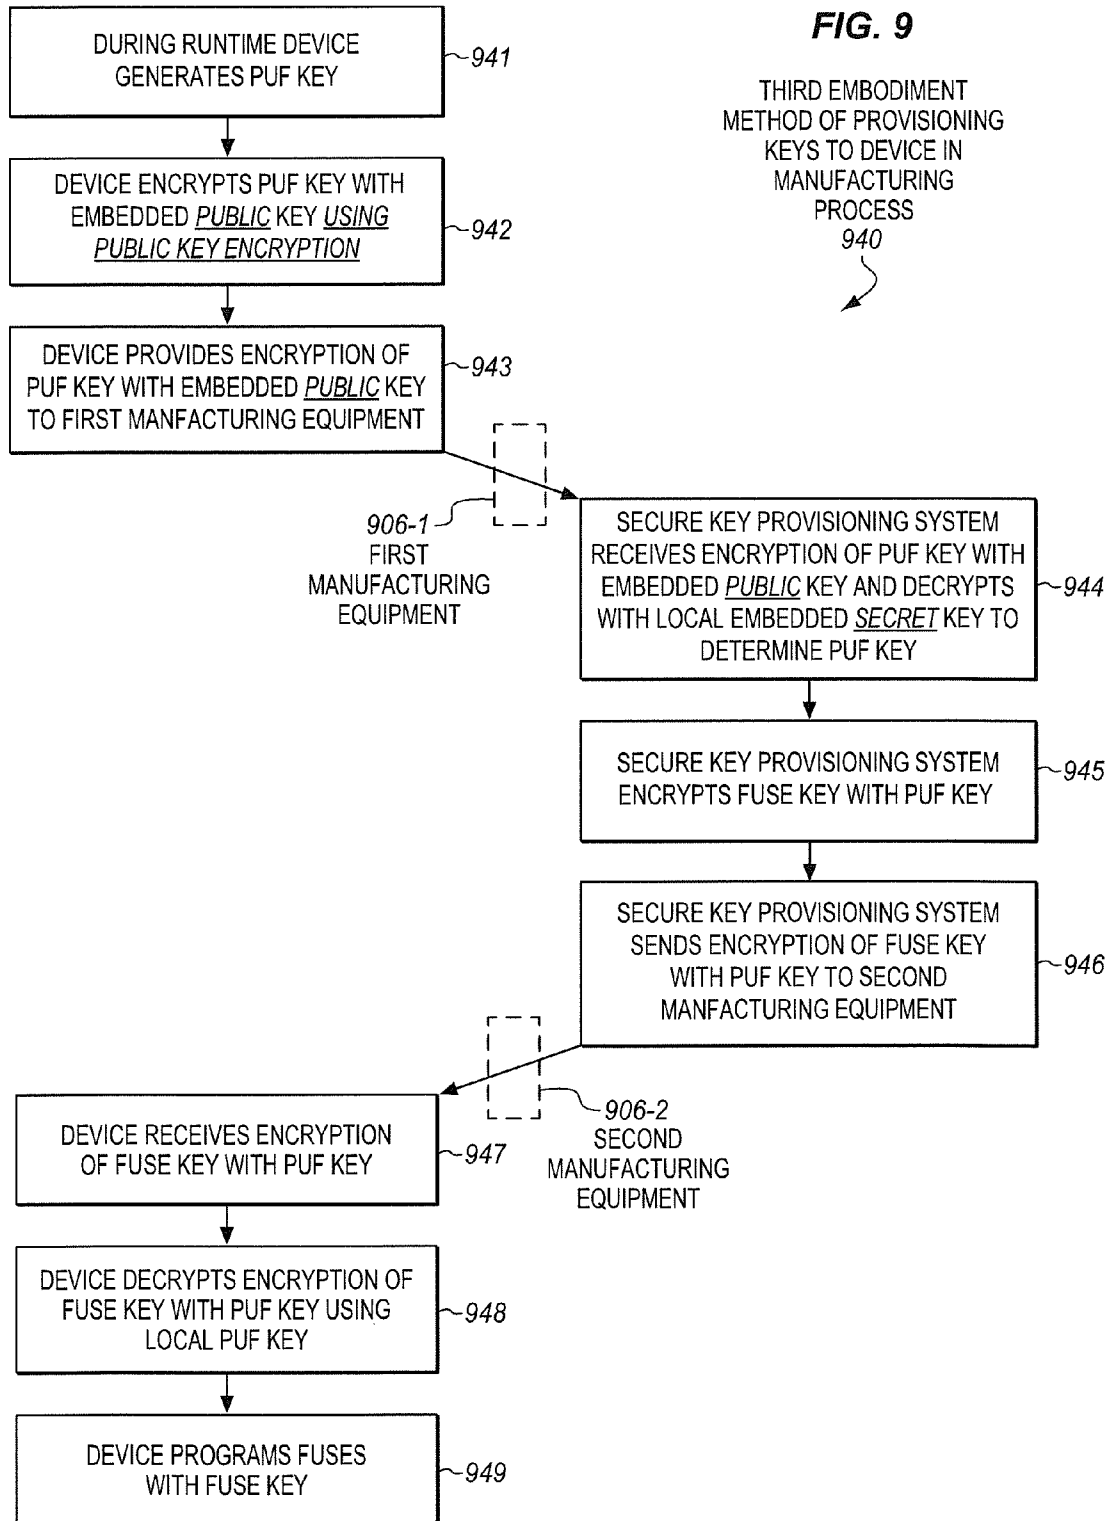 FIG. 9
THIRD EMBODIMENT
METHOD OF PROVISIONING
KEYS TO DEVICE IN
MANUFACTURING
PROCESS
940
DURING RUNTIME DEVICE
GENERATES PUF KEY
941
DEVICE ENCRYPTS PUF KEY WITH
EMBEDDED PUBLIC KEY USING
PUBLIC KEY ENCRYPTION
942
DEVICE PROVIDES ENCRYPTION OF
PUF KEY WITH EMBEDDED PUBLIC KEY
TO FIRST MANFACTURING EQUIPMENT
943
906-1
FIRST
MANUFACTURING
EQUIPMENT
SECURE KEY PROVISIONING SYSTEM
RECEIVES ENCRYPTION OF PUF KEY WITH
EMBEDDED PUBLIC KEY AND DECRYPTS
WITH LOCAL EMBEDDED SECRET KEY TO
DETERMINE PUF KEY
944
SECURE KEY PROVISIONING SYSTEM
ENCRYPTS FUSE KEY WITH PUF KEY
945
SECURE KEY PROVISIONING SYSTEM
SENDS ENCRYPTION OF FUSE KEY
WITH PUF KEY TO SECOND
MANFACTURING EQUIPMENT
946
906-2
SECOND
MANUFACTURING
EQUIPMENT
DEVICE RECEIVES ENCRYPTION
OF FUSE KEY WITH PUF KEY
947
DEVICE DECRYPTS ENCRYPTION OF
FUSE KEY WITH PUF KEY USING
LOCAL PUF KEY
948
DEVICE PROGRAMS FUSES
WITH FUSE KEY
949